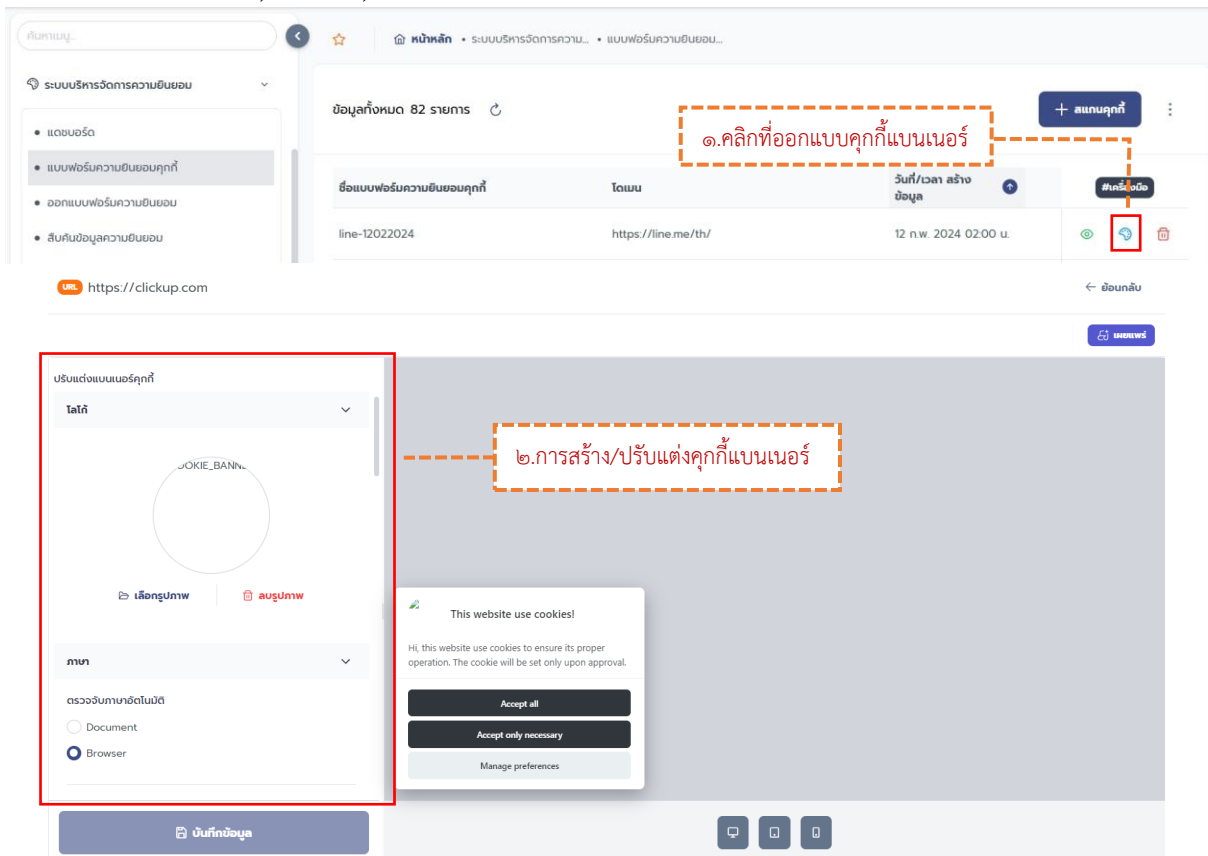 ค้นหาเมนู...
หน้าหลัก • ระบบบริหารจัดการความ... • แบบฟอร์มความยินยอม...
ระบบบริหารจัดการความยินยอม
แดชบอร์ด
แบบฟอร์มความยินยอมคุกกี้
ออกแบบฟอร์มความยินยอม
สืบค้นข้อมูลความยินยอม
ข้อมูลทั้งหมด 82 รายการ
+ สแกนคุกกี้
๑.คลิกที่ออกแบบคุกกี้แบนเนอร์
ชื่อแบบฟอร์มความยินยอมคุกกี้ โดเมน วันที่/เวลา สร้างข้อมูล #เครื่องมือ
line-12022024 https://line.me/th/ 12 ก.พ. 2024 02:00 น.
URL https://clickup.com
← ย้อนกลับ
เผยแพร่
ปรับแต่งแบนเนอร์คุกกี้
โลโก้
OOKIE_BANNE
เลือกรูปภาพ ลบรูปภาพ
ภาษา
ตรวจจับภาษาอัตโนมัติ
Document
Browser
บันทึกข้อมูล
๒.การสร้าง/ปรับแต่งคุกกี้แบนเนอร์
This website use cookies!
Hi, this website use cookies to ensure its proper
operation. The cookie will be set only upon approval.
Accept all
Accept only necessary
Manage preferences